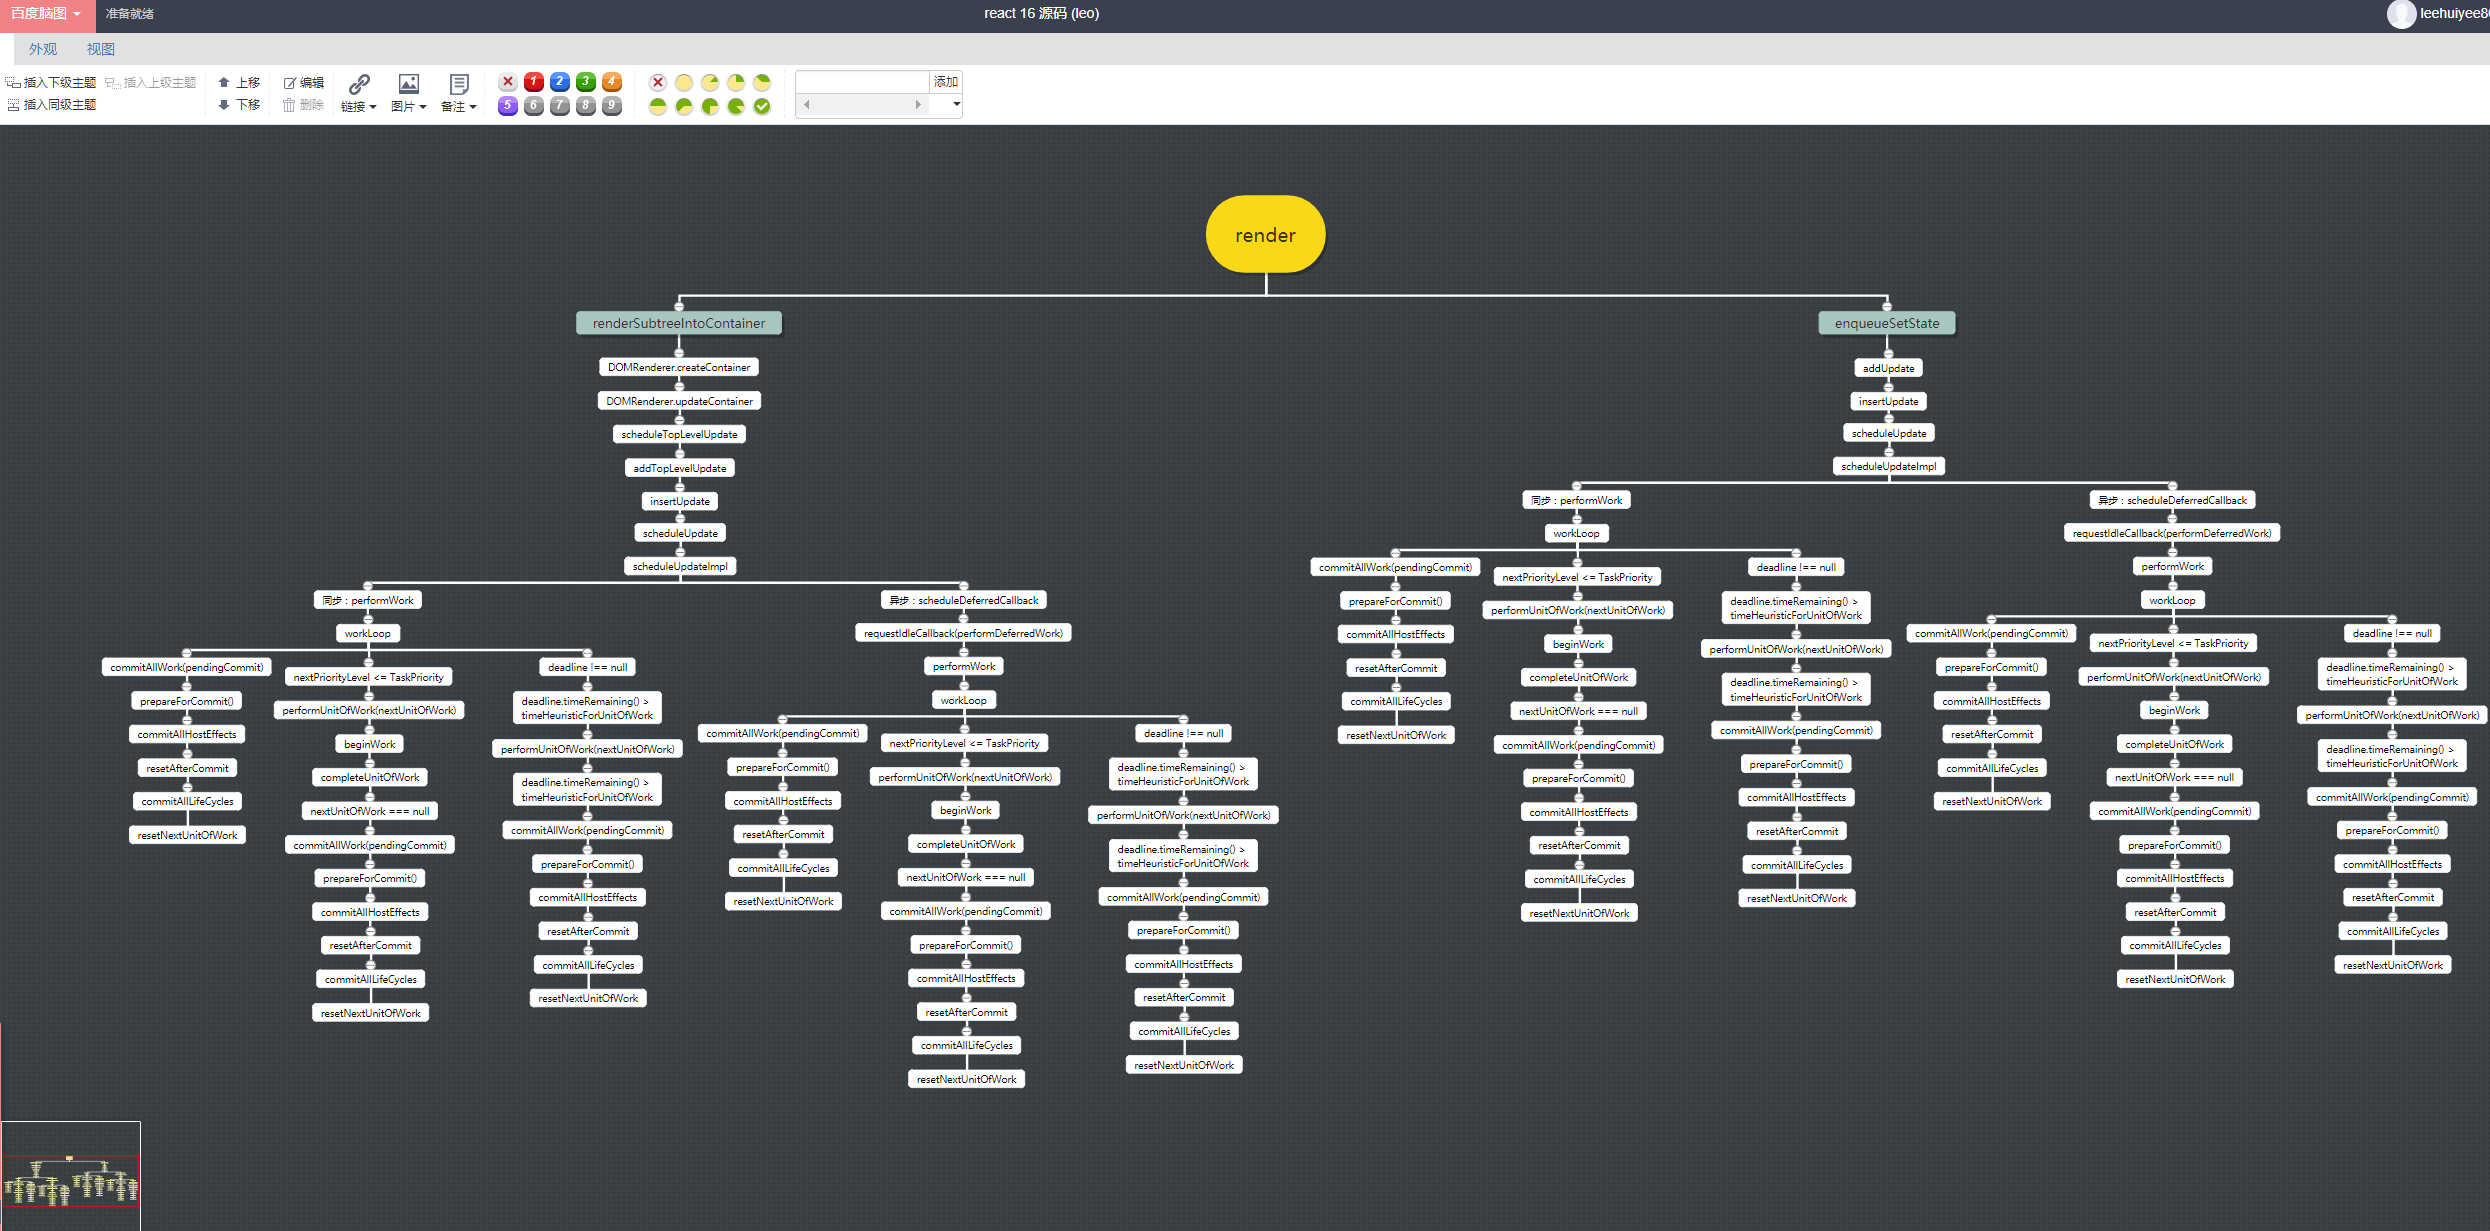 百度脑图
准备就绪
react 16 源码 (leo)
leehuiyee8
外观
视图
插入下级主题
插入上级主题
插入同级主题
上移
下移
编辑
删除
链接
图片
备注
1
2
3
4
5
6
7
8
9
添加
render
renderSubtreeIntoContainer
DOMRenderer.createContainer
DOMRenderer.updateContainer
scheduleTopLevelUpdate
addTopLevelUpdate
insertUpdate
scheduleUpdate
scheduleUpdateImpl
同步：performWork
workLoop
commitAllWork(pendingCommit)
prepareForCommit()
commitAllHostEffects
resetAfterCommit
commitAllLifeCycles
resetNextUnitOfWork
nextPriorityLevel <= TaskPriority
performUnitOfWork(nextUnitOfWork)
beginWork
completeUnitOfWork
nextUnitOfWork === null
commitAllWork(pendingCommit)
prepareForCommit()
commitAllHostEffects
resetAfterCommit
commitAllLifeCycles
resetNextUnitOfWork
deadline !== null
deadline.timeRemaining() >
timeHeuristicForUnitOfWork
performUnitOfWork(nextUnitOfWork)
deadline.timeRemaining() >
timeHeuristicForUnitOfWork
commitAllWork(pendingCommit)
prepareForCommit()
commitAllHostEffects
resetAfterCommit
commitAllLifeCycles
resetNextUnitOfWork
异步：scheduleDeferredCallback
requestIdleCallback(performDeferredWork)
performWork
workLoop
commitAllWork(pendingCommit)
prepareForCommit()
commitAllHostEffects
resetAfterCommit
commitAllLifeCycles
resetNextUnitOfWork
nextPriorityLevel <= TaskPriority
performUnitOfWork(nextUnitOfWork)
beginWork
completeUnitOfWork
nextUnitOfWork === null
commitAllWork(pendingCommit)
prepareForCommit()
commitAllHostEffects
resetAfterCommit
commitAllLifeCycles
resetNextUnitOfWork
deadline !== null
deadline.timeRemaining() >
timeHeuristicForUnitOfWork
performUnitOfWork(nextUnitOfWork)
deadline.timeRemaining() >
timeHeuristicForUnitOfWork
commitAllWork(pendingCommit)
prepareForCommit()
commitAllHostEffects
resetAfterCommit
commitAllLifeCycles
resetNextUnitOfWork
enqueueSetState
addUpdate
insertUpdate
scheduleUpdate
scheduleUpdateImpl
同步：performWork
workLoop
commitAllWork(pendingCommit)
prepareForCommit()
commitAllHostEffects
resetAfterCommit
commitAllLifeCycles
resetNextUnitOfWork
nextPriorityLevel <= TaskPriority
performUnitOfWork(nextUnitOfWork)
beginWork
completeUnitOfWork
nextUnitOfWork === null
commitAllWork(pendingCommit)
prepareForCommit()
commitAllHostEffects
resetAfterCommit
commitAllLifeCycles
resetNextUnitOfWork
deadline !== null
deadline.timeRemaining() >
timeHeuristicForUnitOfWork
performUnitOfWork(nextUnitOfWork)
deadline.timeRemaining() >
timeHeuristicForUnitOfWork
commitAllWork(pendingCommit)
prepareForCommit()
commitAllHostEffects
resetAfterCommit
commitAllLifeCycles
resetNextUnitOfWork
异步：scheduleDeferredCallback
requestIdleCallback(performDeferredWork)
performWork
workLoop
commitAllWork(pendingCommit)
prepareForCommit()
commitAllHostEffects
resetAfterCommit
commitAllLifeCycles
resetNextUnitOfWork
nextPriorityLevel <= TaskPriority
performUnitOfWork(nextUnitOfWork)
beginWork
completeUnitOfWork
nextUnitOfWork === null
commitAllWork(pendingCommit)
prepareForCommit()
commitAllHostEffects
resetAfterCommit
commitAllLifeCycles
resetNextUnitOfWork
deadline !== null
deadline.timeRemaining() >
timeHeuristicForUnitOfWork
performUnitOfWork(nextUnitOfWork)
deadline.timeRemaining() >
timeHeuristicForUnitOfWork
commitAllWork(pendingCommit)
prepareForCommit()
commitAllHostEffects
resetAfterCommit
commitAllLifeCycles
resetNextUnitOfWork